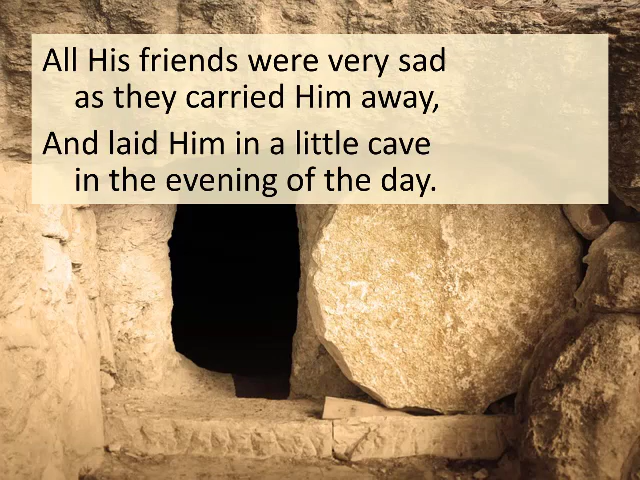 All His friends were very sad
as they carried Him away,
And laid Him in a little cave
in the evening of the day.